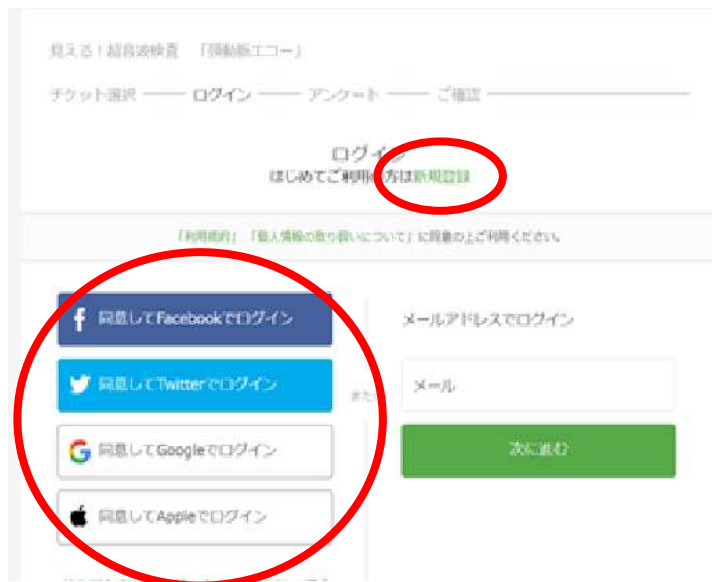 見える！超音波検査　「頸動脈エコー」
チケット選択 ログイン アンケート ご確認
ログイン
はじめてご利用の方は新規登録
「利用規約」「個人情報の取り扱いについて」に同意の上ご利用ください。
同意してFacebookでログイン
同意してTwitterでログイン
同意してGoogleでログイン
同意してAppleでログイン
また
メールアドレスでログイン
メール
次に進む